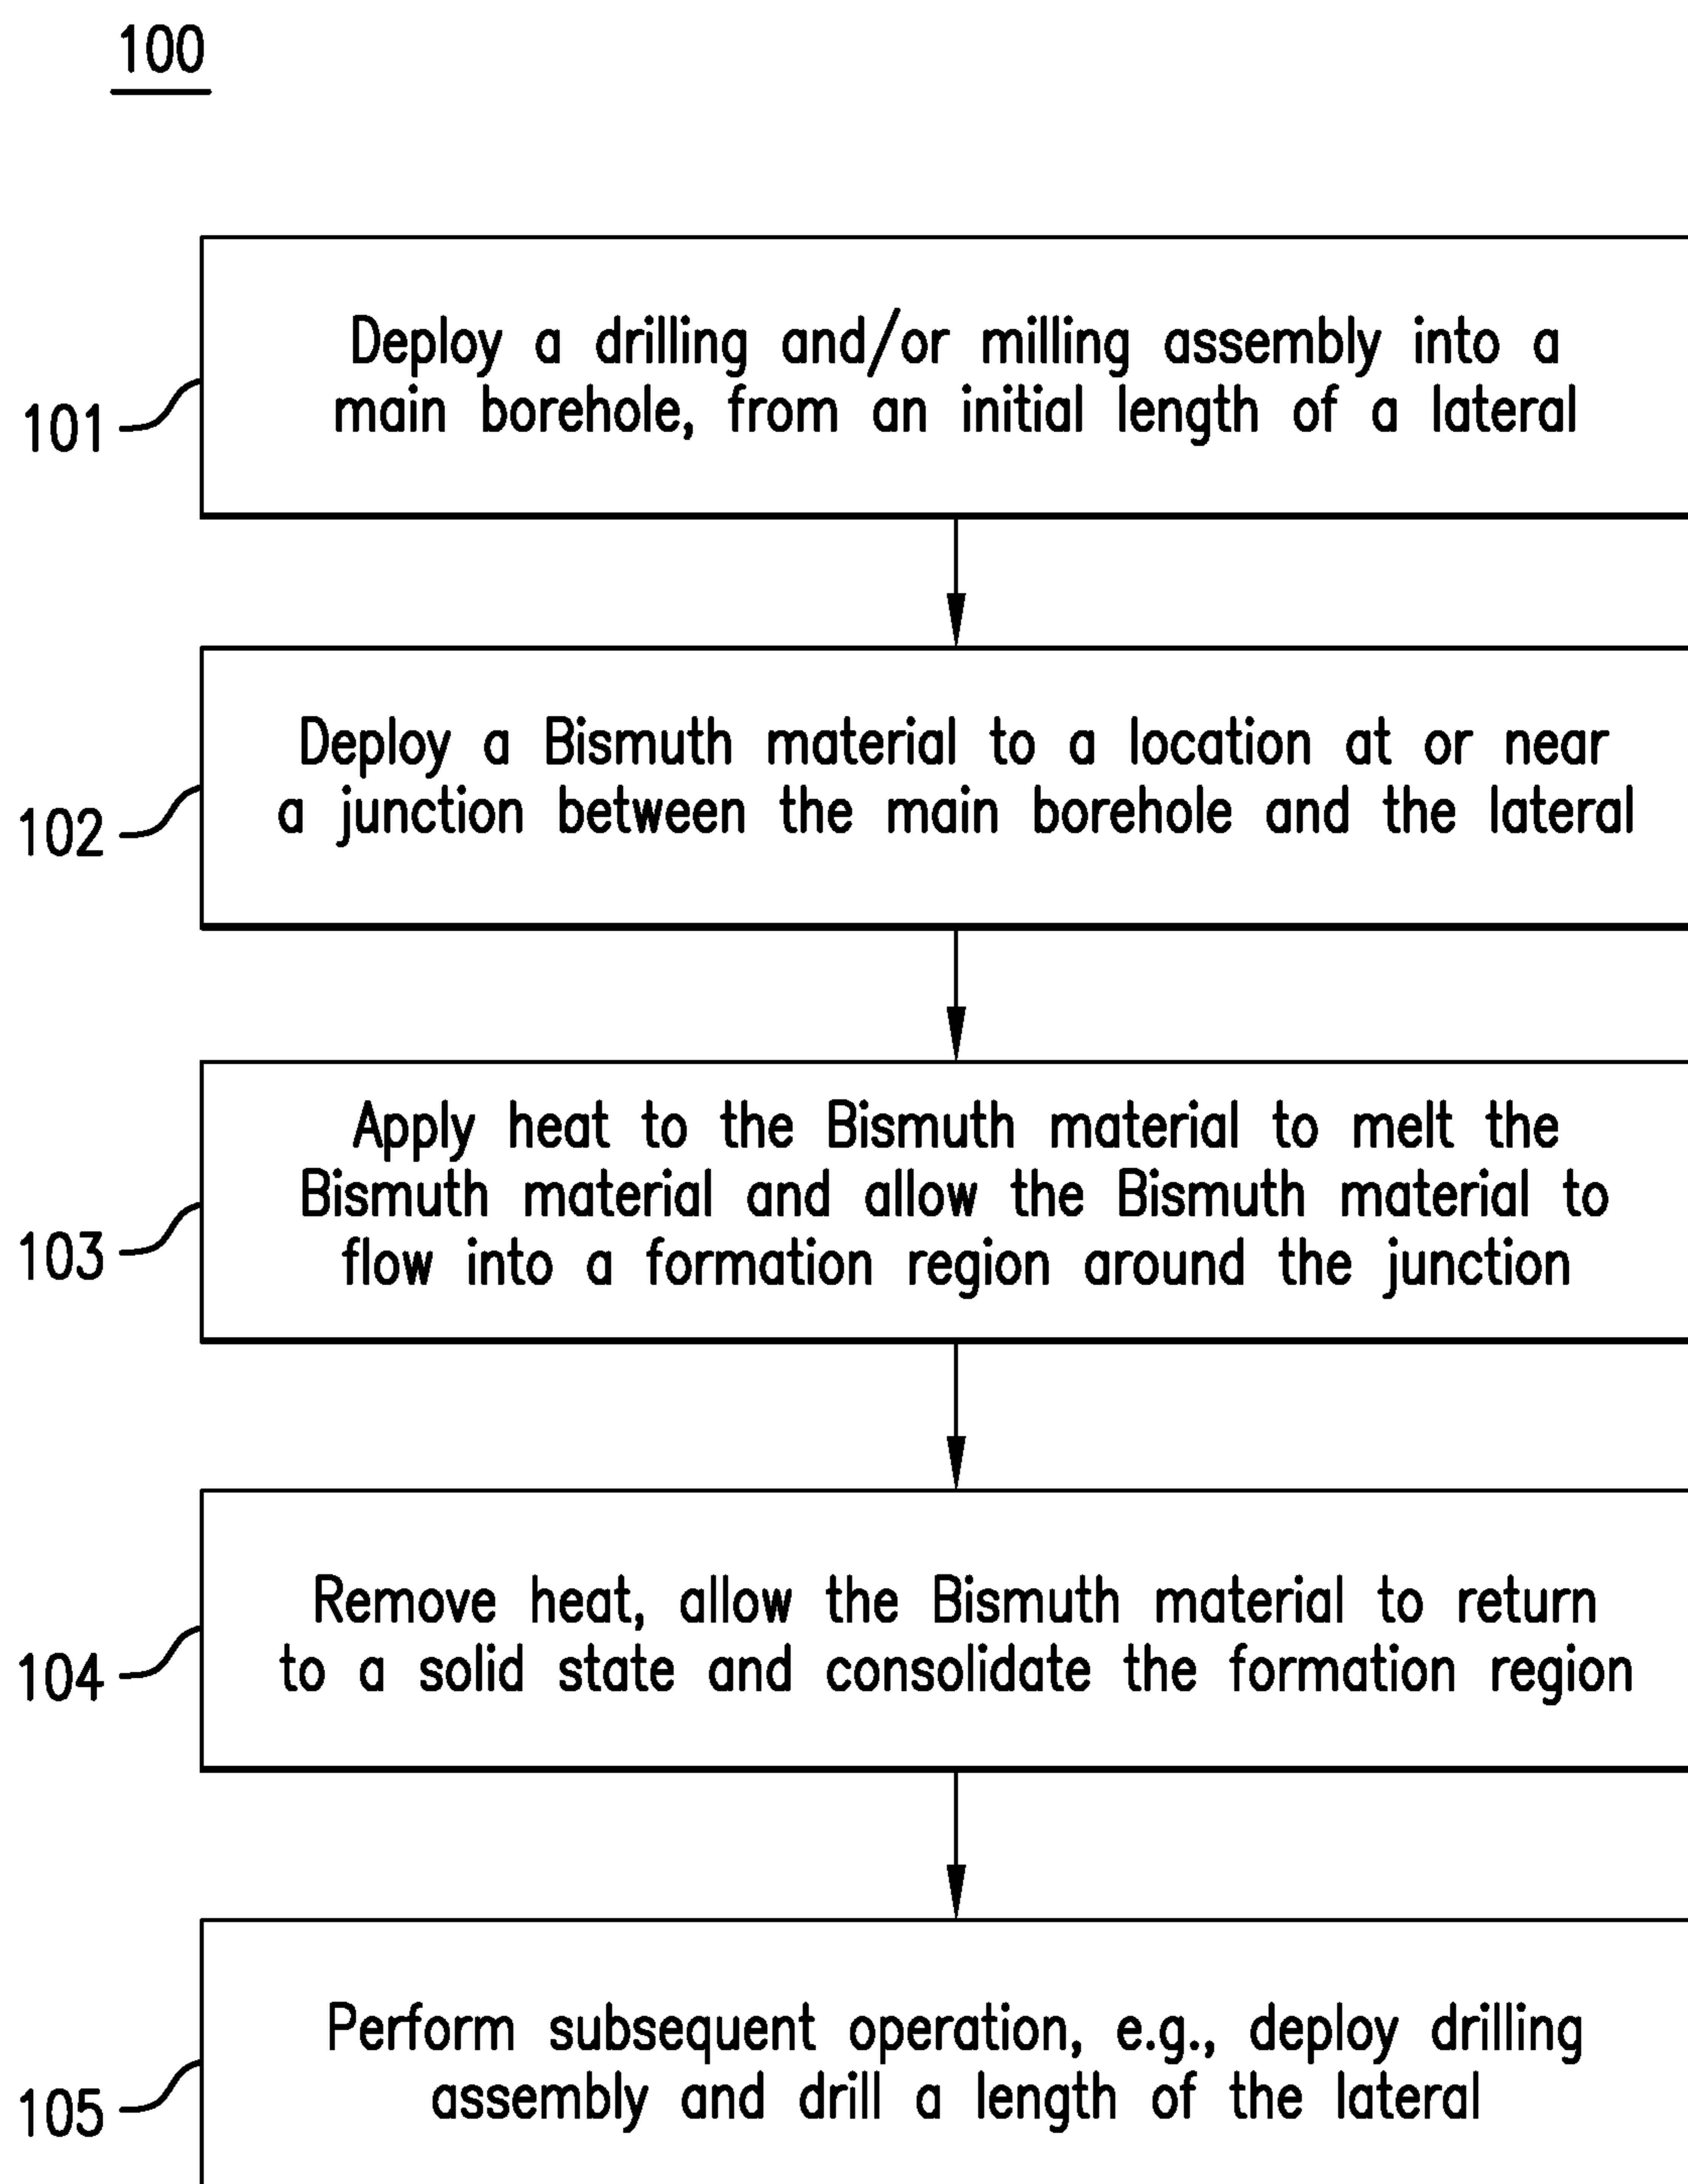 100
Deploy a drilling and/or milling assembly into a
main borehole, from an initial length of a lateral
101
Deploy a Bismuth material to a location at or near
a junction between the main borehole and the lateral
102
Apply heat to the Bismuth material to melt the
Bismuth material and allow the Bismuth material to
flow into a formation region around the junction
103
Remove heat, allow the Bismuth material to return
to a solid state and consolidate the formation region
104
Perform subsequent operation, e.g., deploy drilling
assembly and drill a length of the lateral
105